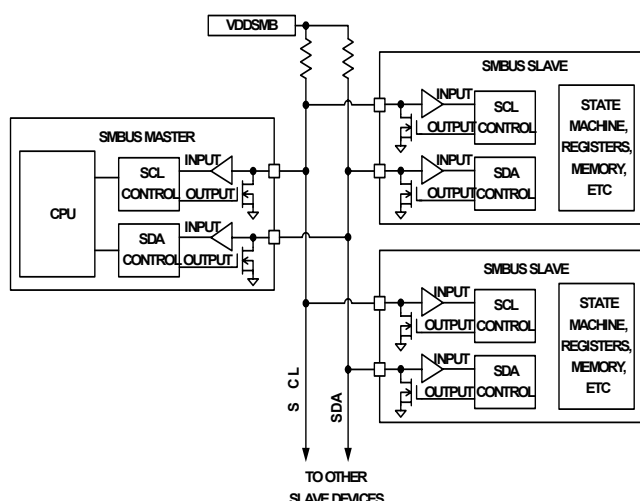 VDDSMB
SMBUS MASTER
CPU
SCL CONTROL
INPUT
OUTPUT
SDA CONTROL
INPUT
OUTPUT
SMBUS SLAVE
INPUT
OUTPUT
SCL CONTROL
INPUT
OUTPUT
SDA CONTROL
STATE
MACHINE,
REGISTERS,
MEMORY,
ETC
SMBUS SLAVE
INPUT
OUTPUT
SCL CONTROL
INPUT
OUTPUT
SDA CONTROL
STATE
MACHINE,
REGISTERS,
MEMORY,
ETC
S CL
SDA
TO OTHER
SLAVE DEVICES